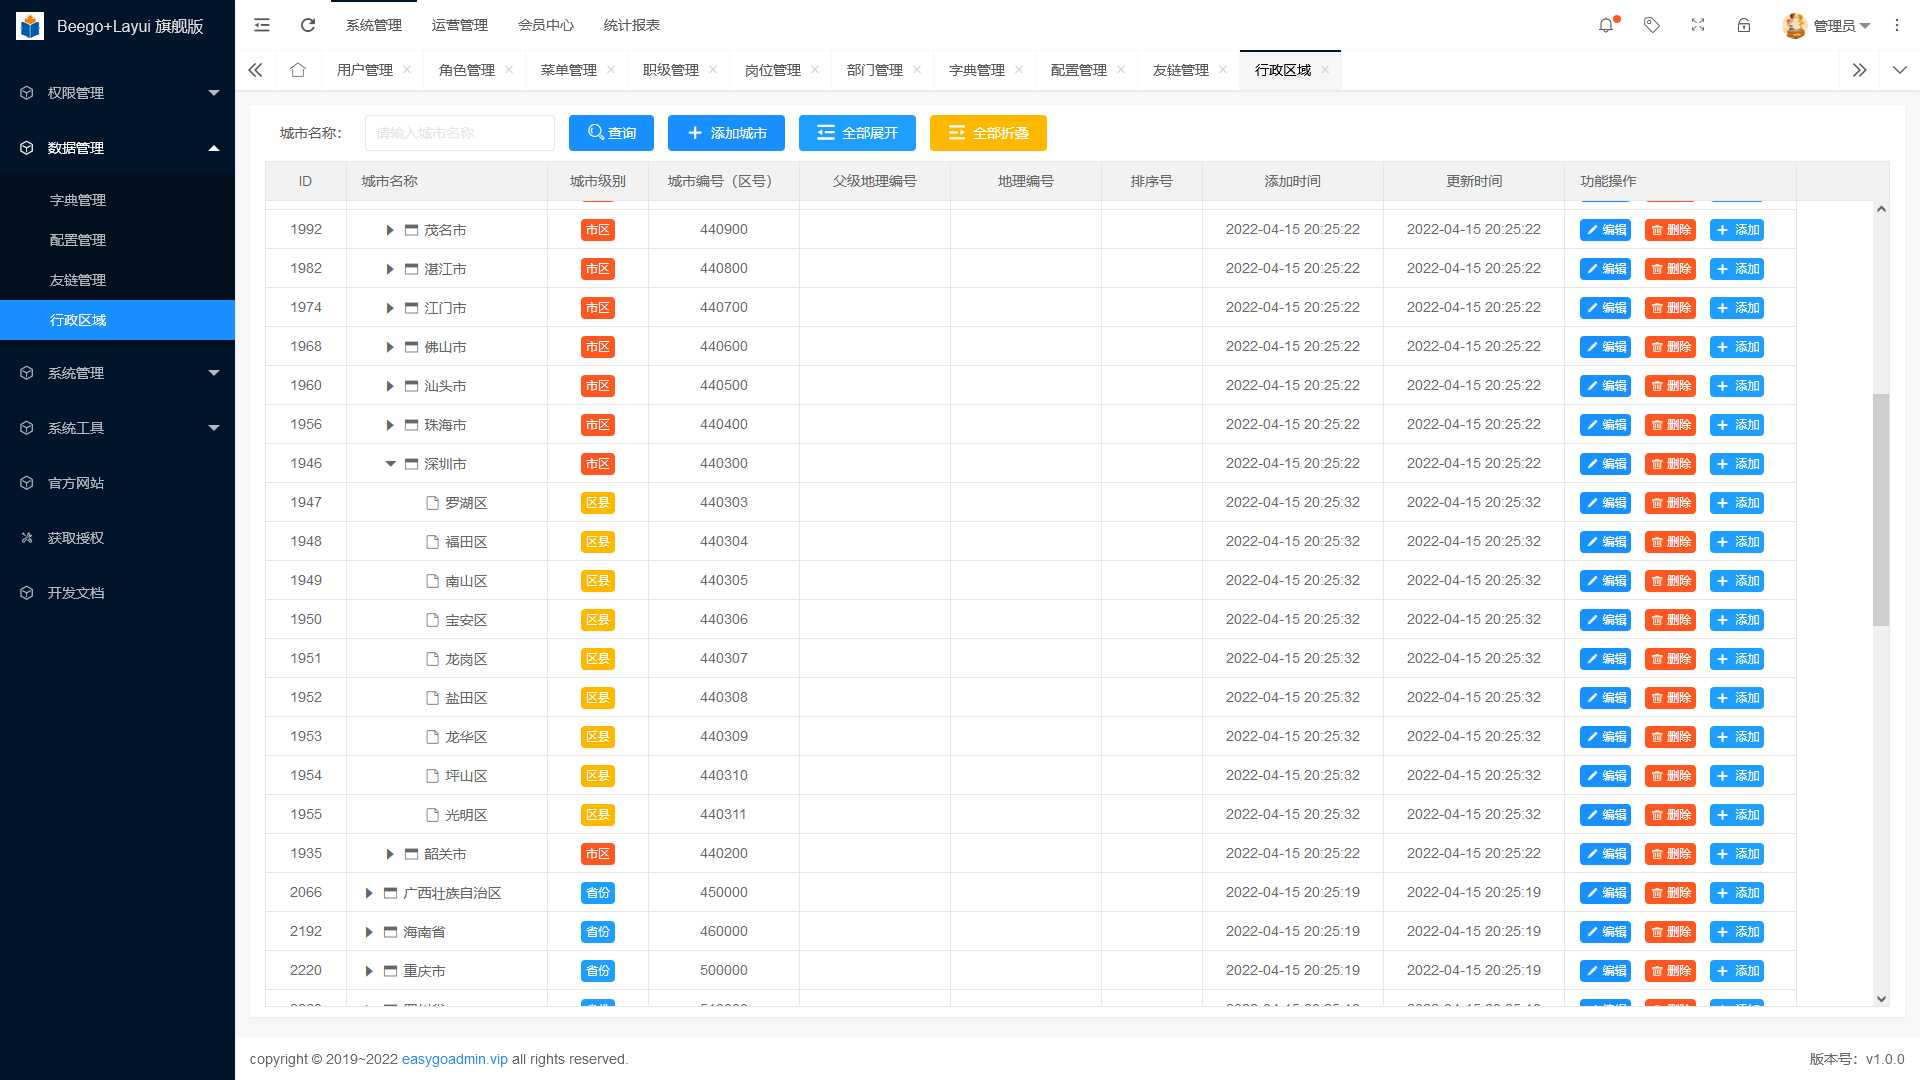 Beego+Layui 旗舰版
系统管理 运营管理 会员中心 统计报表 管理员
用户管理 角色管理 菜单管理 职级管理 岗位管理 部门管理 字典管理 配置管理 友链管理 行政区域
权限管理
数据管理
字典管理
配置管理
友链管理
行政区域
系统管理
系统工具
官方网站
获取授权
开发文档
城市名称: 请输入城市名称 查询 添加城市 全部展开 全部折叠
ID 城市名称 城市级别 城市编号（区号） 父级地理编号 地理编号 排序号 添加时间 更新时间 功能操作
1992 茂名市 市区 440900 2022-04-15 20:25:22 2022-04-15 20:25:22 编辑 删除 添加
1982 湛江市 市区 440800 2022-04-15 20:25:22 2022-04-15 20:25:22 编辑 删除 添加
1974 江门市 市区 440700 2022-04-15 20:25:22 2022-04-15 20:25:22 编辑 删除 添加
1968 佛山市 市区 440600 2022-04-15 20:25:22 2022-04-15 20:25:22 编辑 删除 添加
1960 汕头市 市区 440500 2022-04-15 20:25:22 2022-04-15 20:25:22 编辑 删除 添加
1956 珠海市 市区 440400 2022-04-15 20:25:22 2022-04-15 20:25:22 编辑 删除 添加
1946 深圳市 市区 440300 2022-04-15 20:25:22 2022-04-15 20:25:22 编辑 删除 添加
1947 罗湖区 区县 440303 2022-04-15 20:25:32 2022-04-15 20:25:32 编辑 删除 添加
1948 福田区 区县 440304 2022-04-15 20:25:32 2022-04-15 20:25:32 编辑 删除 添加
1949 南山区 区县 440305 2022-04-15 20:25:32 2022-04-15 20:25:32 编辑 删除 添加
1950 宝安区 区县 440306 2022-04-15 20:25:32 2022-04-15 20:25:32 编辑 删除 添加
1951 龙岗区 区县 440307 2022-04-15 20:25:32 2022-04-15 20:25:32 编辑 删除 添加
1952 盐田区 区县 440308 2022-04-15 20:25:32 2022-04-15 20:25:32 编辑 删除 添加
1953 龙华区 区县 440309 2022-04-15 20:25:32 2022-04-15 20:25:32 编辑 删除 添加
1954 坪山区 区县 440310 2022-04-15 20:25:32 2022-04-15 20:25:32 编辑 删除 添加
1955 光明区 区县 440311 2022-04-15 20:25:32 2022-04-15 20:25:32 编辑 删除 添加
1935 韶关市 市区 440200 2022-04-15 20:25:22 2022-04-15 20:25:22 编辑 删除 添加
2066 广西壮族自治区 省份 450000 2022-04-15 20:25:19 2022-04-15 20:25:19 编辑 删除 添加
2192 海南省 省份 460000 2022-04-15 20:25:19 2022-04-15 20:25:19 编辑 删除 添加
2220 重庆市 省份 500000 2022-04-15 20:25:19 2022-04-15 20:25:19 编辑 删除 添加
copyright © 2019~2022 easygoadmin.vip all rights reserved. 版本号：v1.0.0